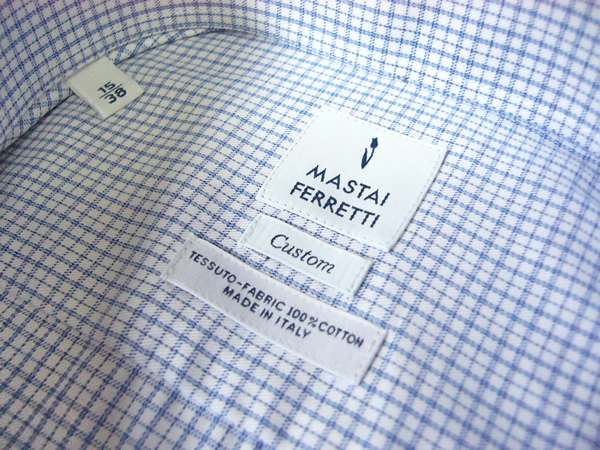 15
38
MASTAI
FERRETTI
Custom
TESSUTO-FABRIC 100% COTTON
MADE IN ITALY